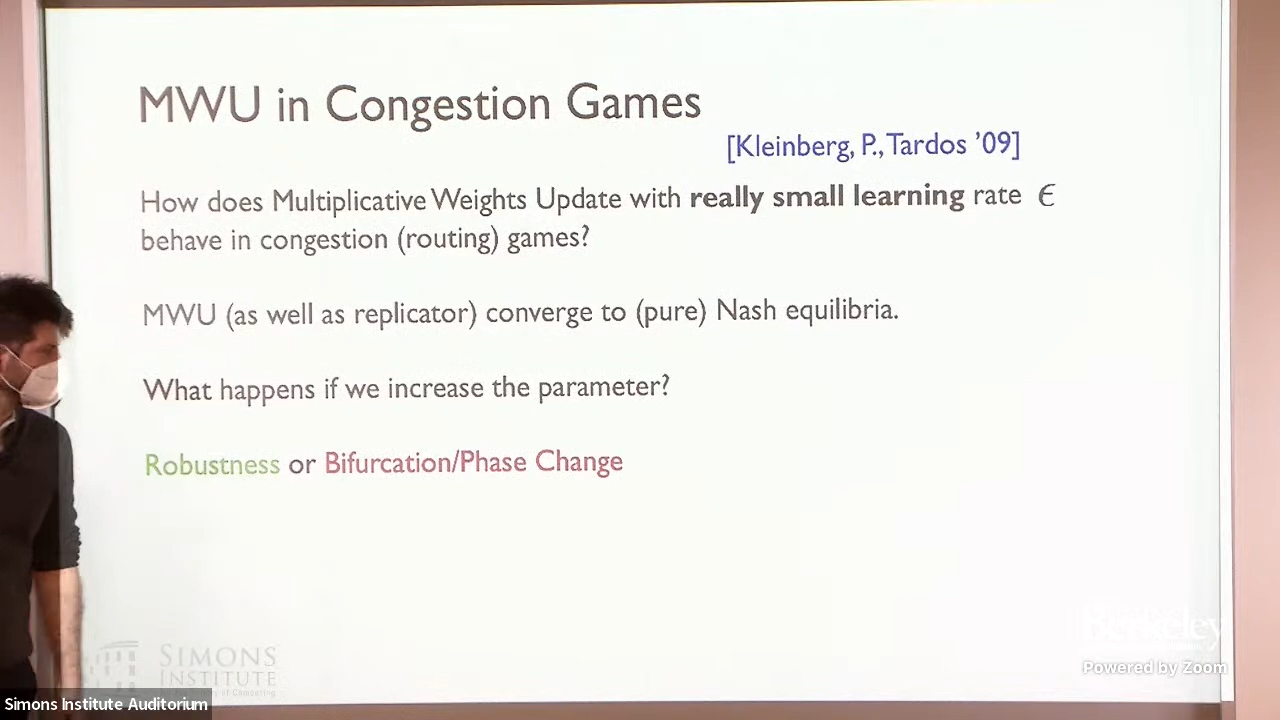 MWU in Congestion Games
[Kleinberg, P., Tardos '09]
How does Multiplicative Weights Update with really small learning rate ϵ
behave in congestion (routing) games?
MWU (as well as replicator) converge to (pure) Nash equilibria.
What happens if we increase the parameter?
Robustness or Bifurcation/Phase Change
Berkeley
SIMONS
INSTITUTE
Powered by Zoom
Simons Institute Auditorium